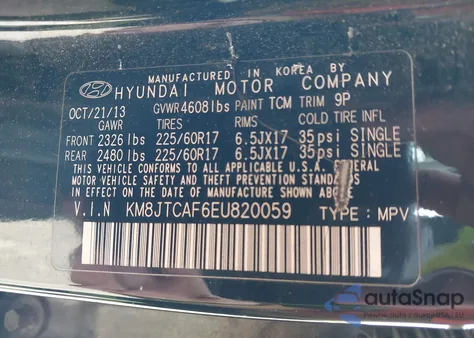 MANUFACTURED IN KOREA BY
HYUNDAI MOTOR COMPANY
OCT/21/13 GVWR 4608lbs PAINT TCM TRIM 9P
GAWR TIRES RIMS COLD TIRE INFL
FRONT 2326 lbs 225/60R17 6.5JX17 35psi SINGLE
REAR 2480 lbs 225/60R17 6.5JX17 35psi SINGLE
THIS VEHICLE CONFORMS TO ALL APPLICABLE U.S.A FEDERAL
MOTOR VEHICLE SAFETY AND THEFT PREVENTION STANDARDS
IN EFFECT ON THE DATE OF MANUFACTURE SHOWN ABOVE.
V.I.N KM8JTCAF6EU820059 TYPE : MPV
autoSnap